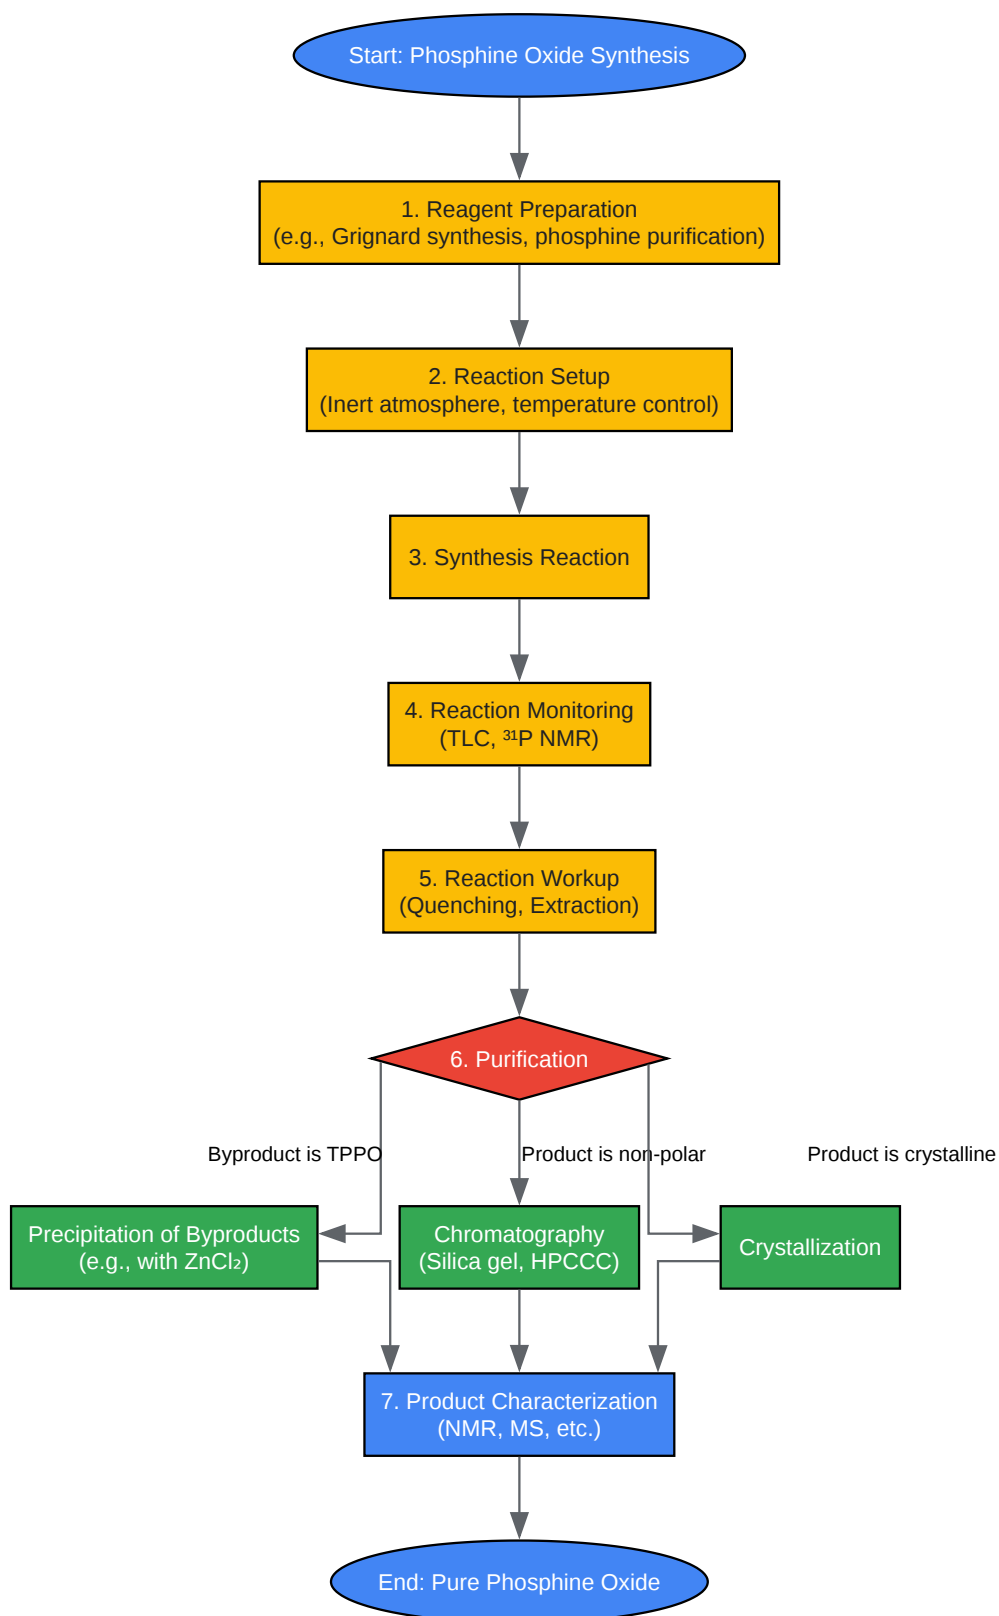 Start: Phosphine Oxide Synthesis
1. Reagent Preparation
(e.g., Grignard synthesis, phosphine purification)
2. Reaction Setup
(Inert atmosphere, temperature control)
3. Synthesis Reaction
4. Reaction Monitoring
(TLC, ³¹P NMR)
5. Reaction Workup
(Quenching, Extraction)
6. Purification
Byproduct is TPPO
Product is non-polar
Product is crystalline
Precipitation of Byproducts
(e.g., with ZnCl₂)
Chromatography
(Silica gel, HPCCC)
Crystallization
7. Product Characterization
(NMR, MS, etc.)
End: Pure Phosphine Oxide